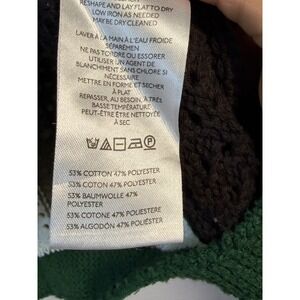 RESHAPE AND LAY FLAT TO DRY
LOW IRON AS NEEDED
MAY BE DRY CLEANED
LAVER À LA MAIN À L'EAU FROIDE
SÉPAREMEN
NE PAS TORDRE OU ESSORER
UTILISER UN AGENT DE
BLANCHIMENT SANS CHLORE SI
NÉCESSAIRE
METTRE EN FORME ET SÉCHER
À PLAT
REPASSER, AU BESOIN, À TRÈS
BASSE TEMPÉRATURE
PEUT-ÊTRE ÊTRE NETTOYÉE
À SEC
53% COTTON 47% POLYESTER
53% COTON 47% POLYESTER
53% BAUMWOLLE 47%
POLYESTER
53% COTONE 47% POLIESTERE
53% ALGODÓN 47% POLIÉSTER